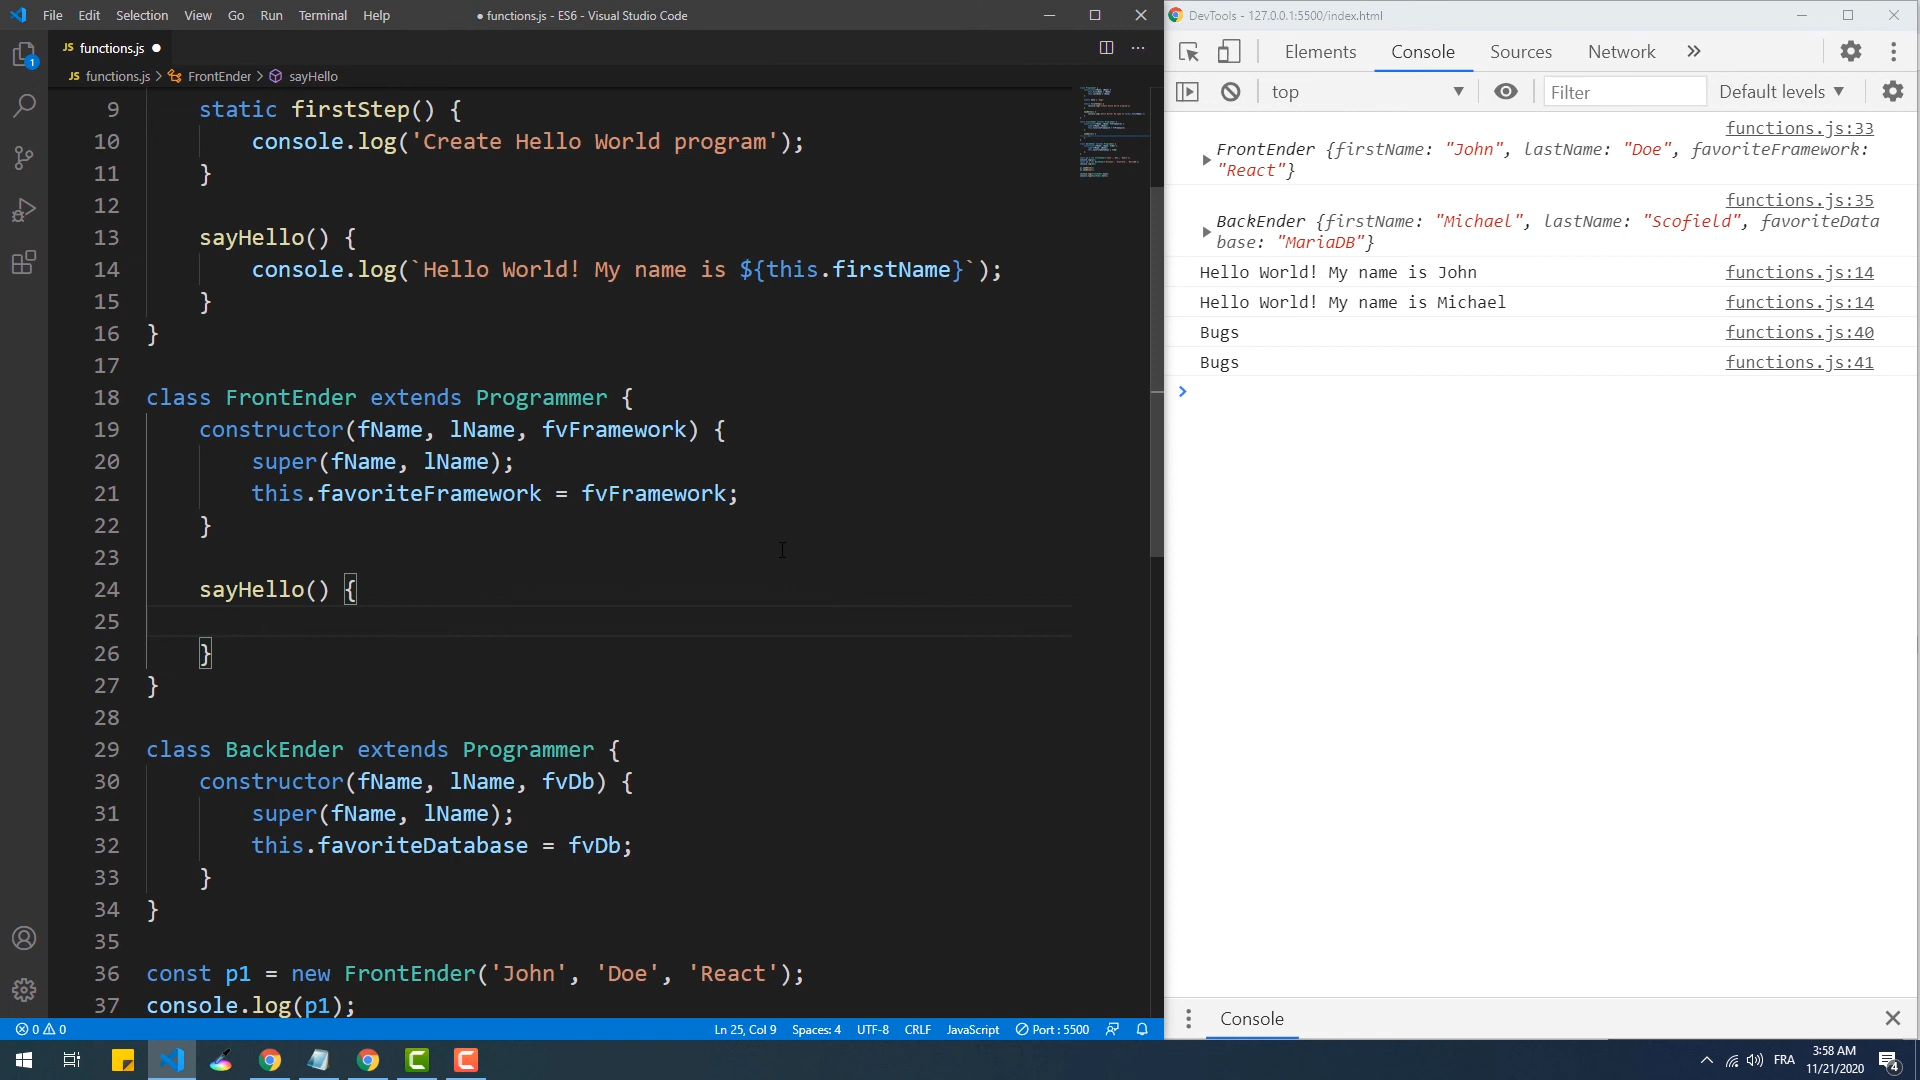 File Edit Selection View Go Run Terminal Help ● functions.js - ES6 - Visual Studio Code
JS functions.js ●
JS functions.js > FrontEnder > sayHello
9 static firstStep() {
10 console.log('Create Hello World program');
11 }
12
13 sayHello() {
14 console.log(`Hello World! My name is ${this.firstName}`);
15 }
16 }
17
18 class FrontEnder extends Programmer {
19 constructor(fName, lName, fvFramework) {
20 super(fName, lName);
21 this.favoriteFramework = fvFramework;
22 }
23
24 sayHello() {
25
26 }
27 }
28
29 class BackEnder extends Programmer {
30 constructor(fName, lName, fvDb) {
31 super(fName, lName);
32 this.favoriteDatabase = fvDb;
33 }
34 }
35
36 const p1 = new FrontEnder('John', 'Doe', 'React');
37 console.log(p1);
1
0 0 Ln 25, Col 9 Spaces: 4 UTF-8 CRLF JavaScript Port : 5500
DevTools - 127.0.0.1:5500/index.html
Elements Console Sources Network »
top ▼ Filter Default levels ▼
functions.js:33
FrontEnder {firstName: "John", lastName: "Doe", favoriteFramework:
"React"}
functions.js:35
BackEnder {firstName: "Michael", lastName: "Scofield", favoriteData
base: "MariaDB"}
Hello World! My name is John functions.js:14
Hello World! My name is Michael functions.js:14
Bugs functions.js:40
Bugs functions.js:41
>
Console
FRA 3:58 AM
11/21/2020
4